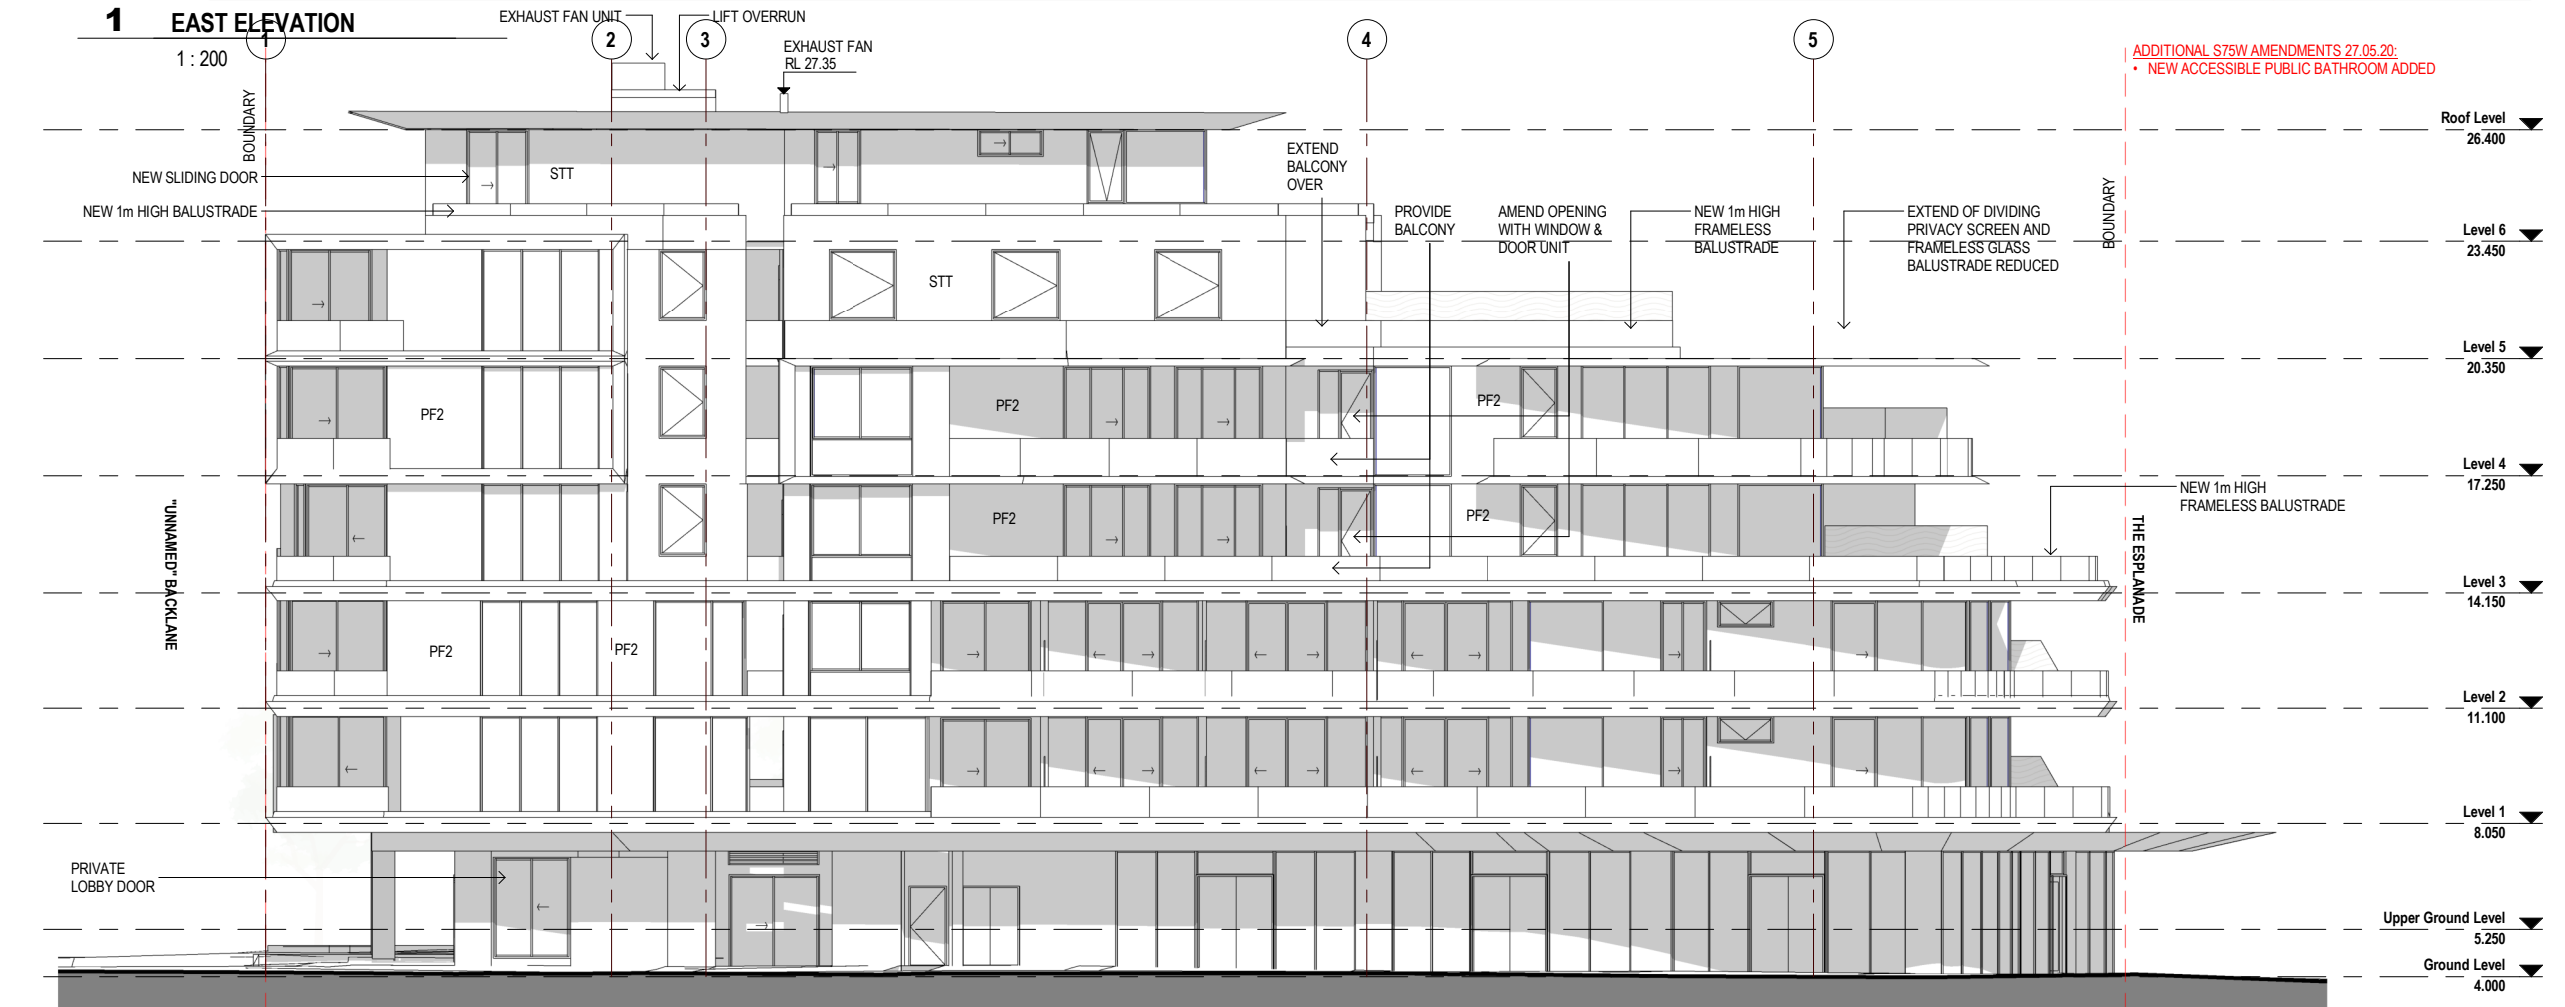 1 EAST ELEVATION
1 : 200
1
2
3
4
5
EXHAUST FAN UNIT
LIFT OVERRUN
EXHAUST FAN
RL 27.35
ADDITIONAL S75W AMENDMENTS 27.05.20:
• NEW ACCESSIBLE PUBLIC BATHROOM ADDED
BOUNDARY
Roof Level
26.400
NEW SLIDING DOOR
STT
EXTEND
BALCONY
OVER
NEW 1m HIGH BALUSTRADE
PROVIDE
BALCONY
AMEND OPENING
WITH WINDOW &
DOOR UNIT
NEW 1m HIGH
FRAMELESS
BALUSTRADE
EXTEND OF DIVIDING
PRIVACY SCREEN AND
FRAMELESS GLASS
BALUSTRADE REDUCED
BOUNDARY
Level 6
23.450
STT
Level 5
20.350
PF2
PF2
PF2
Level 4
17.250
"UNNAMED" BACKLANE
PF2
PF2
NEW 1m HIGH
FRAMELESS BALUSTRADE
THE ESPLANADE
Level 3
14.150
PF2
PF2
Level 2
11.100
Level 1
8.050
PRIVATE
LOBBY DOOR
Upper Ground Level
5.250
Ground Level
4.000